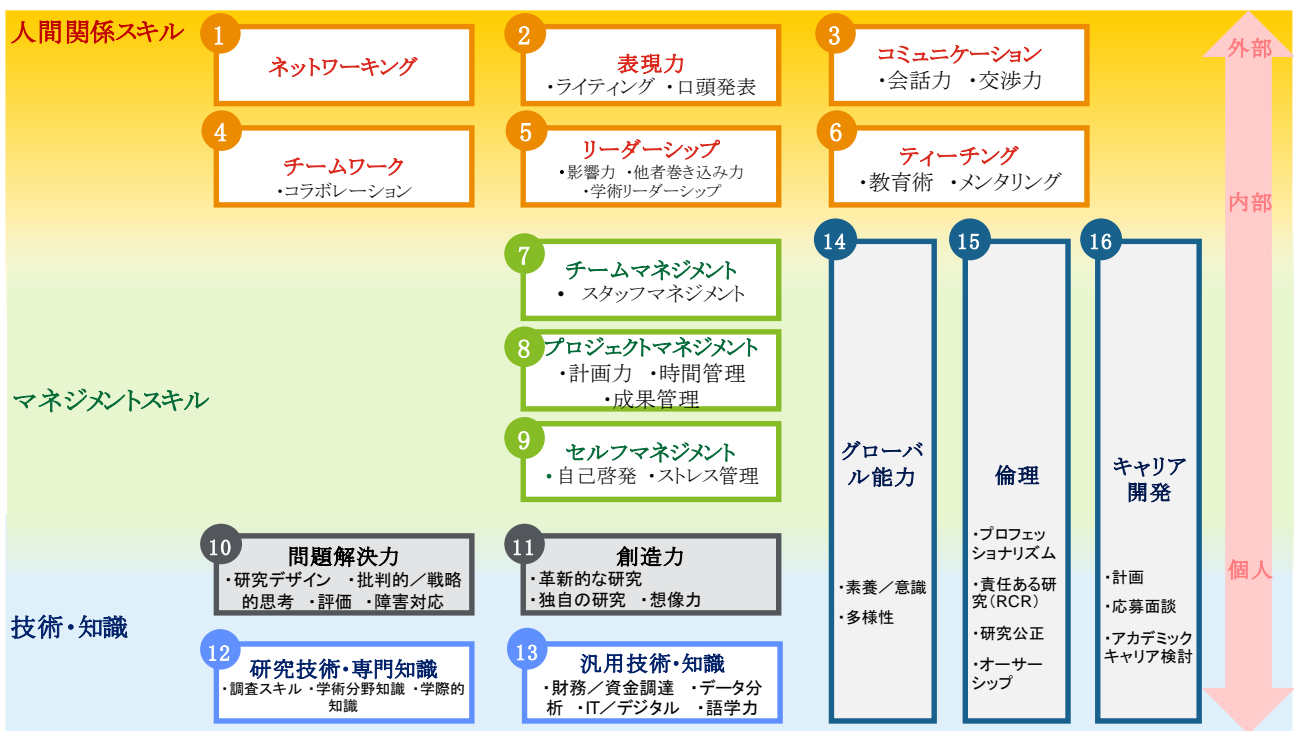 人間関係スキル
1
ネットワーキング
2
表現力
・ライティング ・口頭発表
3
コミュニケーション
・会話力 ・交渉力
外部
4
チームワーク
・コラボレーション
5
リーダーシップ
・影響力 ・他者巻き込み力
・学術リーダーシップ
6
ティーチング
・教育術 ・メンタリング
内部
マネジメントスキル
7
チームマネジメント
・ スタッフマネジメント
8
プロジェクトマネジメント
・計画力 ・時間管理
・成果管理
9
セルフマネジメント
・自己啓発 ・ストレス管理
14
グローバ
ル能力
・素養／意識
・多様性
15
倫理
・プロフェッ
ショナリズム
・責任ある研
究（RCR）
・研究公正
・オーサー
シップ
16
キャリア
開発
・計画
・応募面談
・アカデミック
キャリア検討
個人
技術・知識
10
問題解決力
・研究デザイン ・批判的／戦略
的思考 ・評価 ・障害対応
11
創造力
・革新的な研究
・独自の研究 ・想像力
12
研究技術・専門知識
・調査スキル ・学術分野知識 ・学際的
知識
13
汎用技術・知識
・財務／資金調達 ・データ分
析 ・IT／デジタル ・語学力